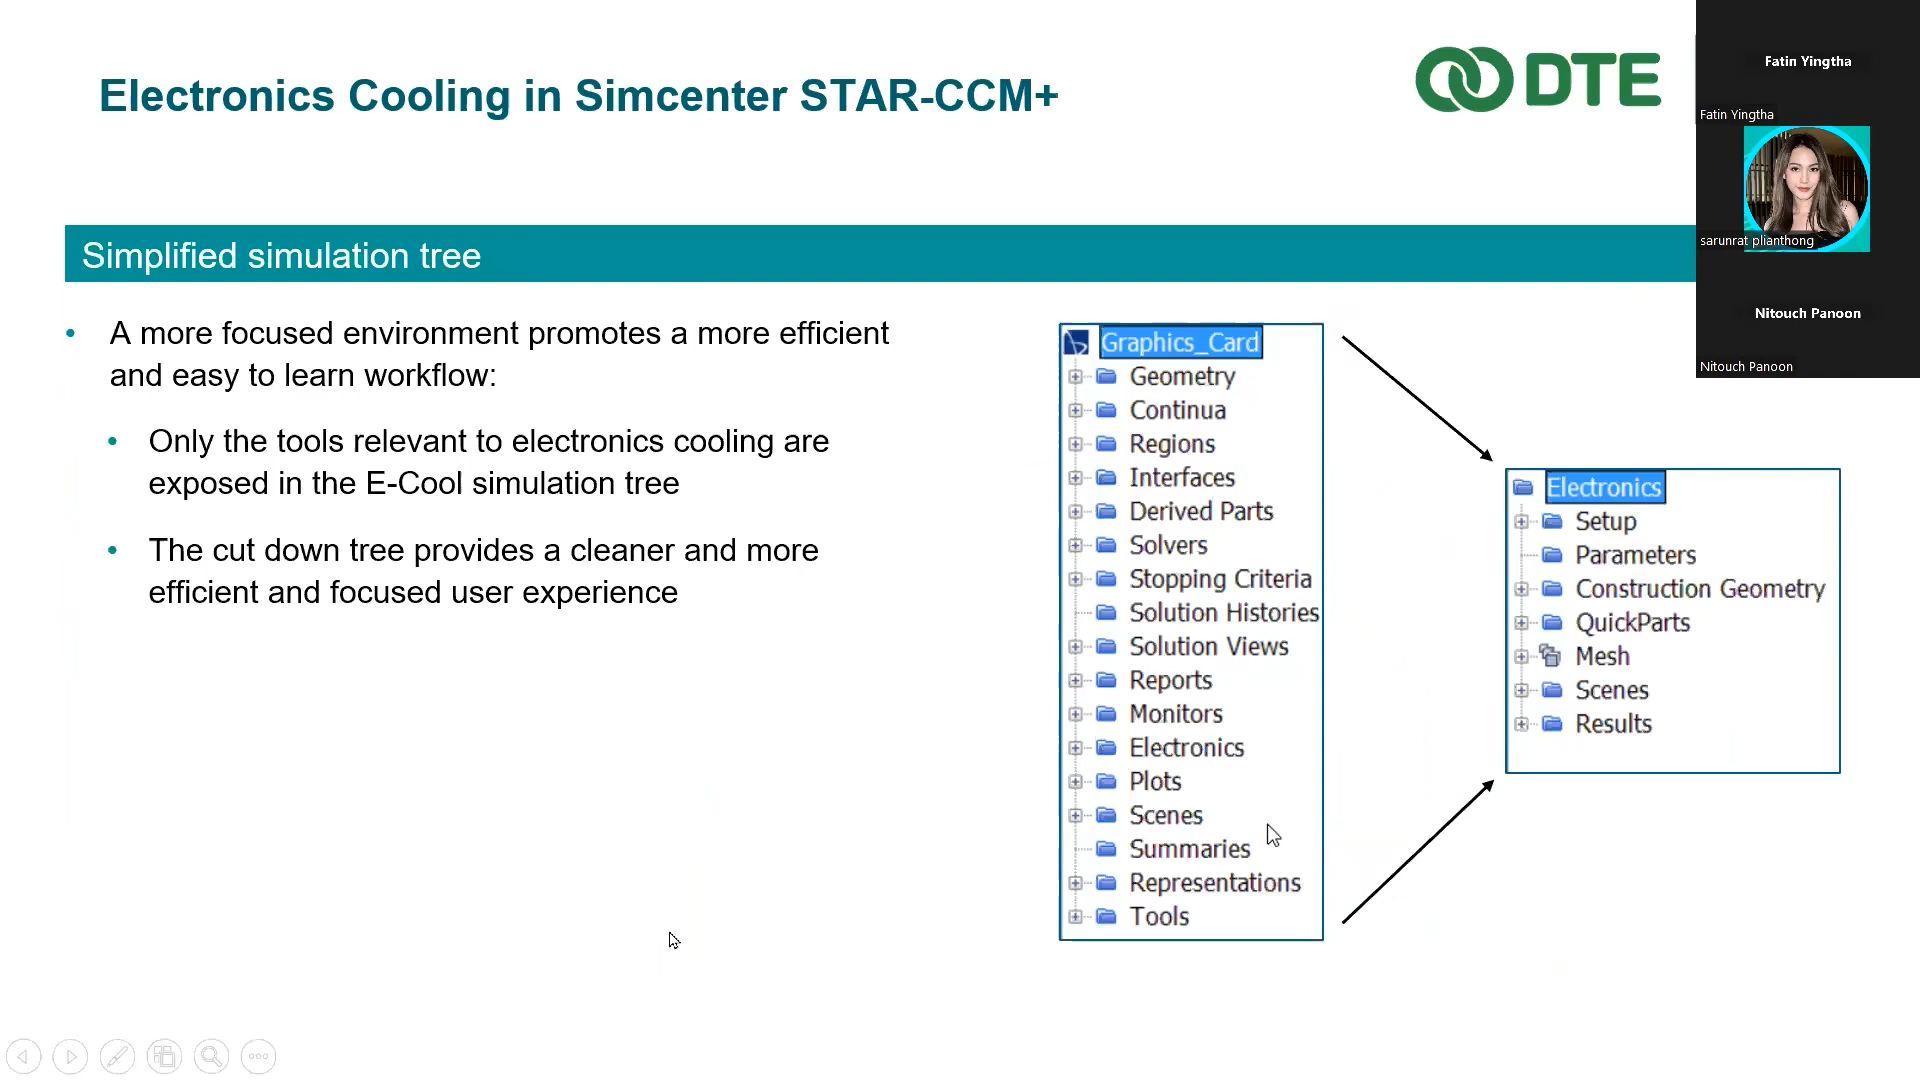 Electronics Cooling in Simcenter STAR-CCM+
DTE
Simplified simulation tree
A more focused environment promotes a more efficient
and easy to learn workflow:
Only the tools relevant to electronics cooling are
exposed in the E-Cool simulation tree
The cut down tree provides a cleaner and more
efficient and focused user experience
Graphics_Card
Geometry
Continua
Regions
Interfaces
Derived Parts
Solvers
Stopping Criteria
Solution Histories
Solution Views
Reports
Monitors
Electronics
Plots
Scenes
Summaries
Representations
Tools
Electronics
Setup
Parameters
Construction Geometry
QuickParts
Mesh
Scenes
Results
Fatin Yingtha
Fatin Yingtha
sarunrat plianthong
Nitouch Panoon
Nitouch Panoon